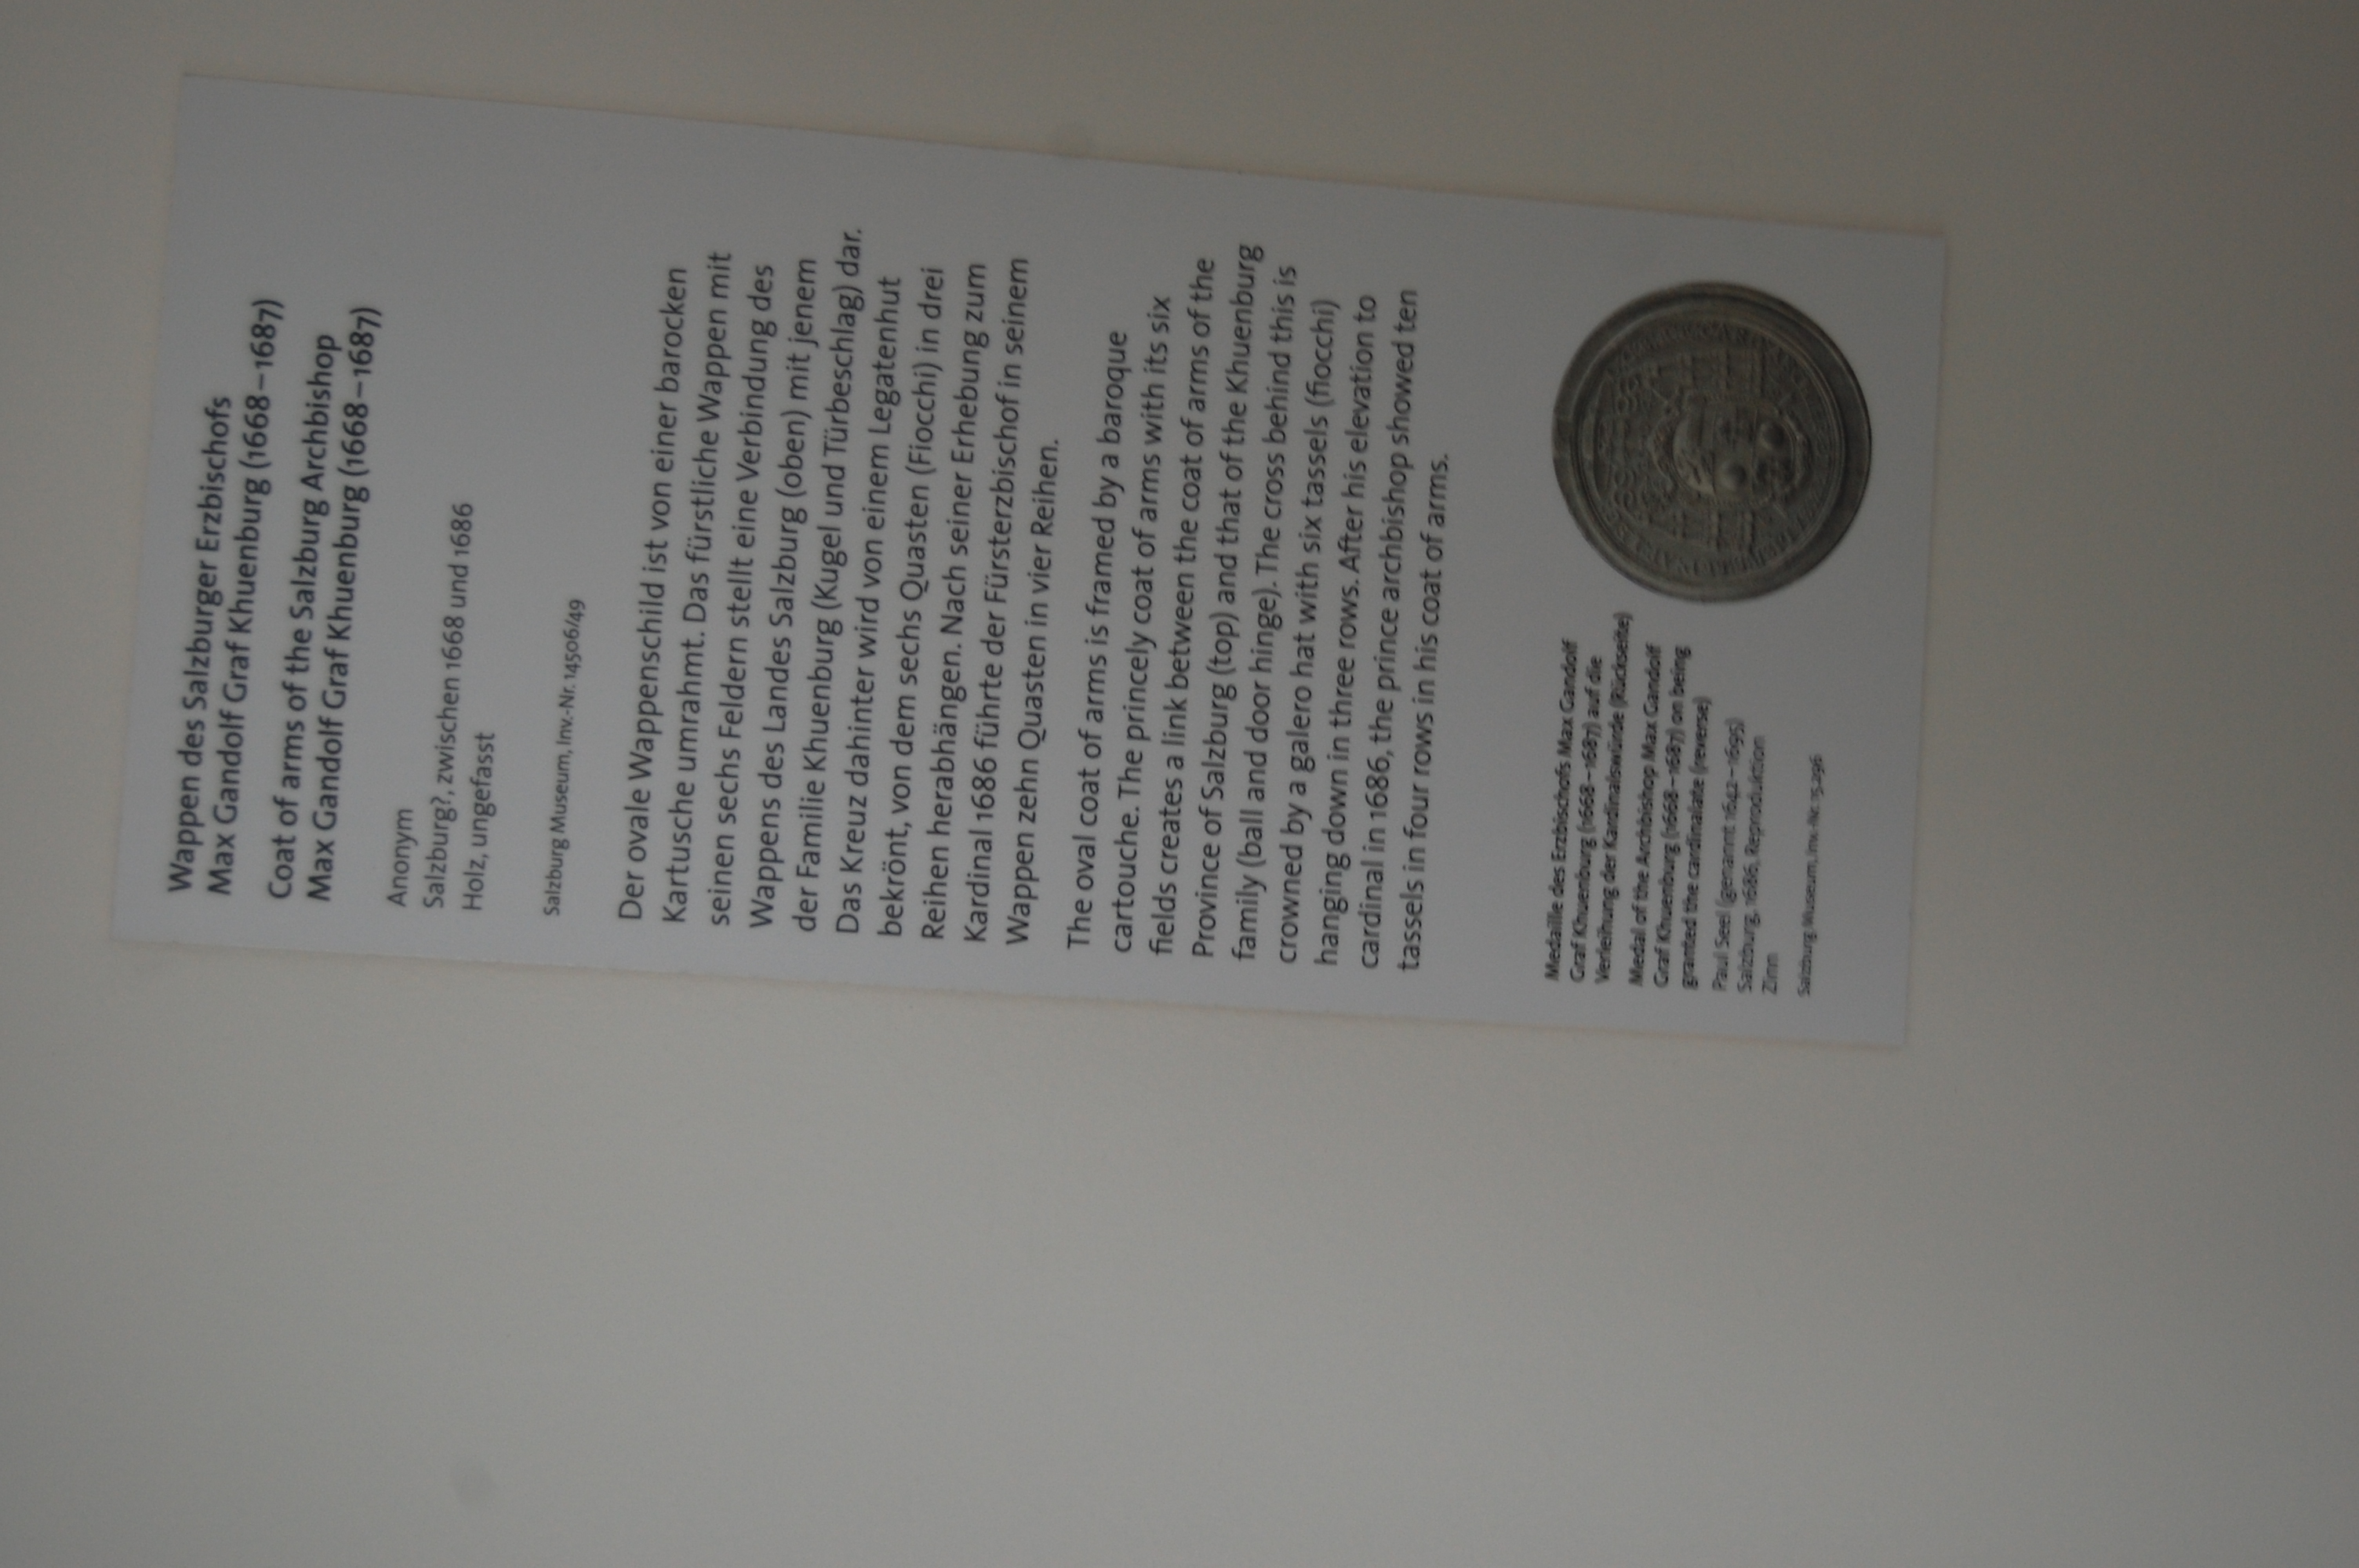 Wappen des Salzburger Erzbischofs
Max Gandolf Graf Khuenburg (1668–1687)
Coat of arms of the Salzburg Archbishop
Max Gandolf Graf Khuenburg (1668–1687)
Anonym
Salzburg?, zwischen 1668 und 1686
Holz, ungefasst
Salzburg Museum, Inv.-Nr. 14506/49
Der ovale Wappenschild ist von einer barocken
Kartusche umrahmt. Das fürstliche Wappen mit
seinen sechs Feldern stellt eine Verbindung des
Wappens des Landes Salzburg (oben) mit jenem
der Familie Khuenburg (Kugel und Türbeschlag) dar.
Das Kreuz dahinter wird von einem Legatenhut
bekrönt, von dem sechs Quasten (Fiocchi) in drei
Reihen herabhängen. Nach seiner Erhebung zum
Kardinal 1686 führte der Fürsterzbischof in seinem
Wappen zehn Quasten in vier Reihen.
The oval coat of arms is framed by a baroque
cartouche. The princely coat of arms with its six
fields creates a link between the coat of arms of the
Province of Salzburg (top) and that of the Khuenburg
family (ball and door hinge). The cross behind this is
crowned by a galero hat with six tassels (fiocchi)
hanging down in three rows. After his elevation to
cardinal in 1686, the prince archbishop showed ten
tassels in four rows in his coat of arms.
Medaille des Erzbischofs Max Gandolf
Graf Khuenburg (1668–1687) auf die
Verleihung der Kardinalswürde (Rückseite)
Medal of the Archbishop Max Gandolf
Graf Khuenburg (1668–1687) on being
granted the cardinalate (reverse)
Paul Seel (genannt 1642–1695)
Salzburg, 1686, Reproduktion
Zinn
Salzburg Museum, Inv.-Nr. 15296